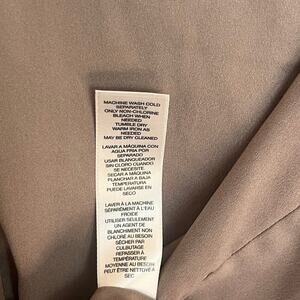 MACHINE WASH COLD
SEPARATELY
ONLY NON-CHLORINE
BLEACH WHEN
NEEDED
TUMBLE DRY
WARM IRON AS
NEEDED
MAY BE DRY CLEANED
LAVAR A MÁQUINA CON
AGUA FRIA POR
SEPARADO
USAR BLANQUEADOR
SIN CLORO CUANDO
SE NECESITE.
SECAR A MÁQUINA
PLANCHAR A BAJA
TEMPERATURA
PUEDE LAVARSE EN
SECO
LAVER À LA MACHINE
SÉPARÉMENT À L'EAU
FROIDE
UTILISER SEULEMENT
UN AGENT DE
BLANCHIMENT NON
CHLORÉ AU BESOIN
SÉCHER PAR
CULBUTAGE
REPASSER À
TEMPÉRATURE
MOYENNE AU BESOIN
PEUT ÊTRE NETTOYÉ À
SEC